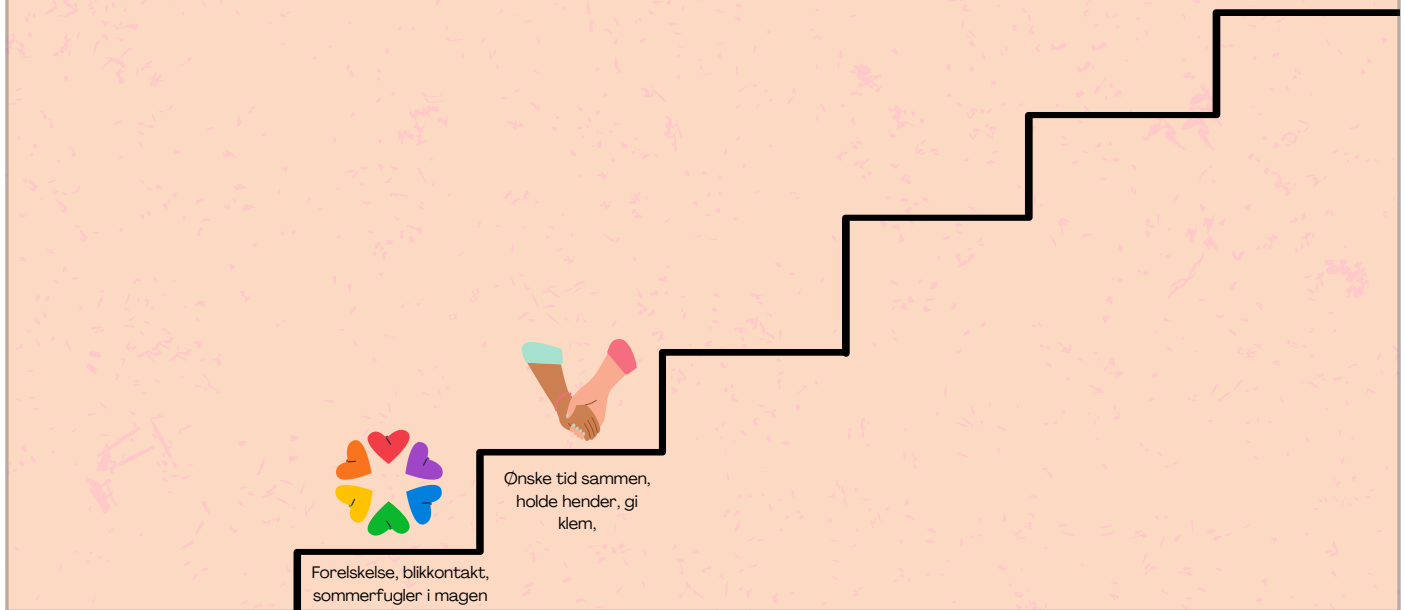 Ønske tid sammen,
holde hender, gi
klem,
Forelskelse, blikkontakt,
sommerfugler i magen